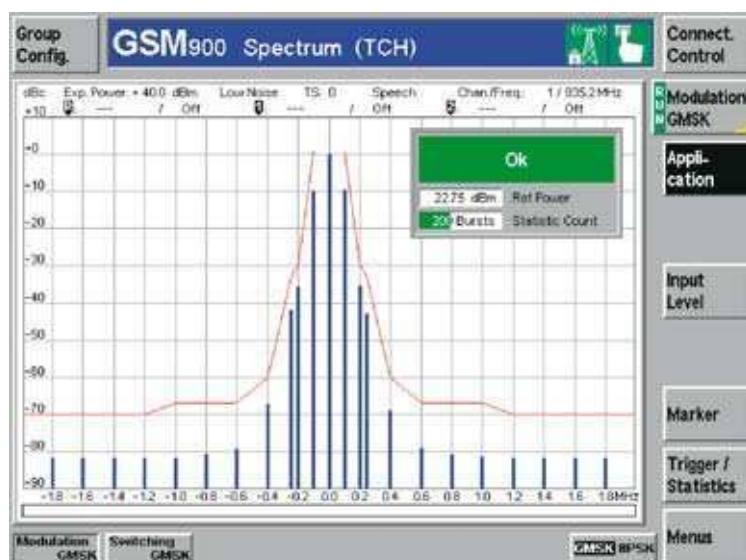 Group
Config.
GSM900 Spectrum (TCH)
Connect.
Control
dBc Exp. Power: + 40.0 dBm Low Noise TS: 0 Speech Chan./Freq.: 1 / 935.2 MHz
+10 --- / Off --- / Off --- / Off
RUN
Modulation
GMSK
Appli-
cation
Ok
22.75 dBm Ref Power
200 Bursts Statistic Count
-0
-10
-20
-30
-40
-50
-60
-70
-80
-90
Input
Level
Marker
Trigger /
Statistics
-1.8 -1.6 -1.4 -1.2 -1.0 -0.8 -0.6 -0.4 -0.2 0.0 0.2 0.4 0.6 0.8 1.0 1.2 1.4 1.6 1.8MHz
Modulation
GMSK
Switching
GMSK
GMSK 8PSK
Menus